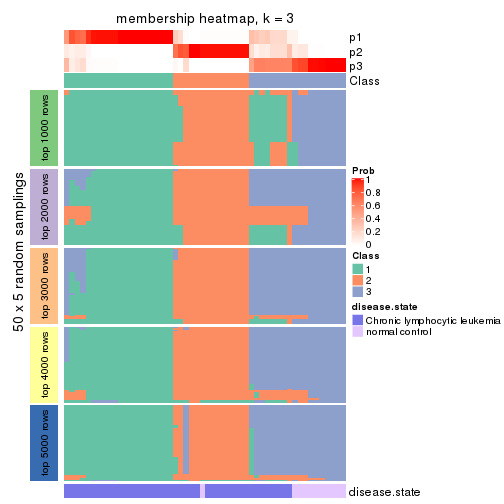 membership heatmap, k = 3
p1
p2
p3
Class
50 x 5 random samplings
top 1000 rows
top 2000 rows
top 3000 rows
top 4000 rows
top 5000 rows
Prob
1
0.8
0.6
0.4
0.2
0
Class
1
2
3
disease.state
Chronic lymphocytic leukemia
normal control
disease.state